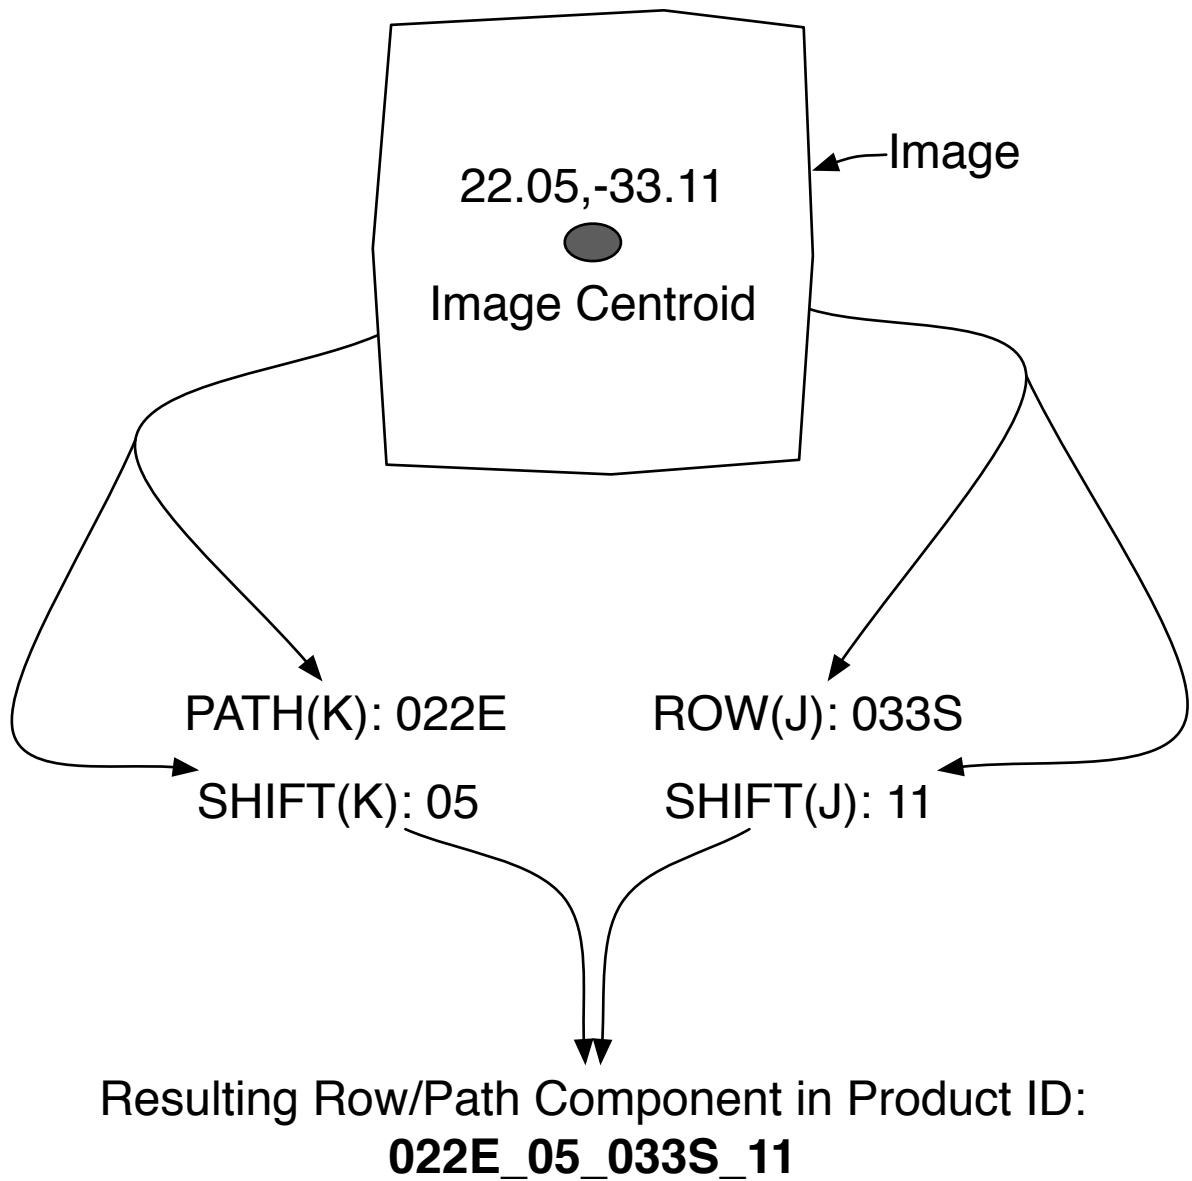 22.05,-33.11
Image
Image Centroid
PATH(K): 022E
ROW(J): 033S
SHIFT(K): 05
SHIFT(J): 11
Resulting Row/Path Component in Product ID:
022E_05_033S_11